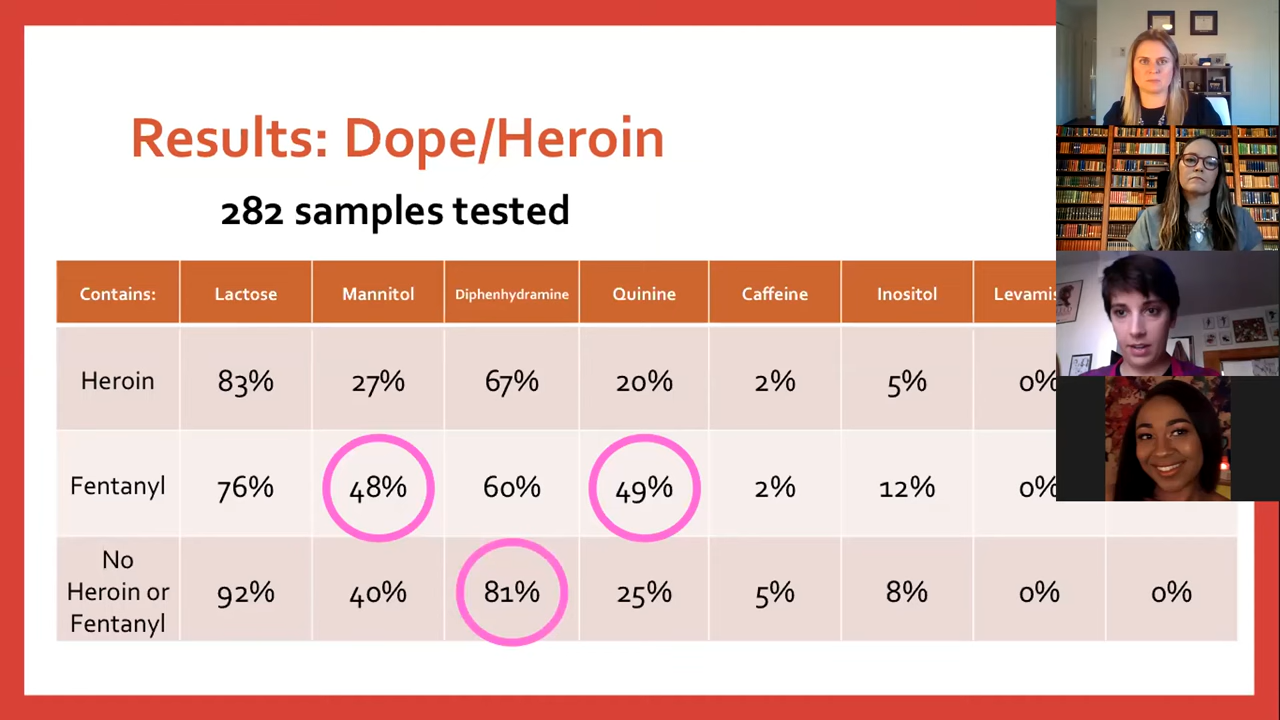 Results: Dope/Heroin
282 samples tested
Contains: Lactose Mannitol Diphenhydramine Quinine Caffeine Inositol Levamis
Heroin 83% 27% 67% 20% 2% 5% 0%
Fentanyl 76% 48% 60% 49% 2% 12% 0%
No
Heroin or
Fentanyl 92% 40% 81% 25% 5% 8% 0% 0%